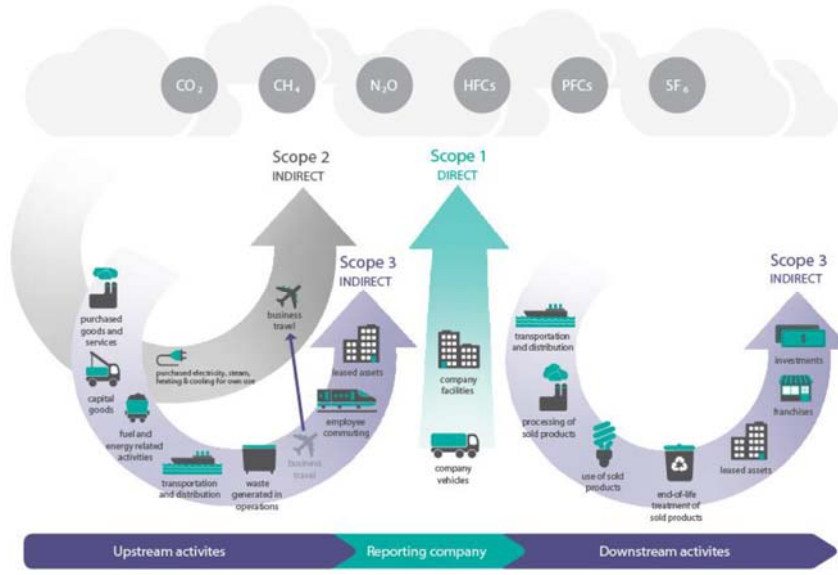 CO₂
CH₄
N₂O
HFCs
PFCs
SF₆
Scope 2
INDIRECT
Scope 1
DIRECT
Scope 3
INDIRECT
Scope 3
INDIRECT
purchased
goods and
services
capital
goods
fuel and
energy related
activities
transportation
and distribution
waste
generated in
operations
business
travel
business
travel
purchased electricity, steam,
heating & cooling for own use
employee
commuting
leased assets
company
facilities
company
vehicles
transportation
and distribution
processing of
sold products
use of sold
products
end-of-life
treatment of
sold products
leased assets
franchises
investments
$
Upstream activites
Reporting company
Downstream activites